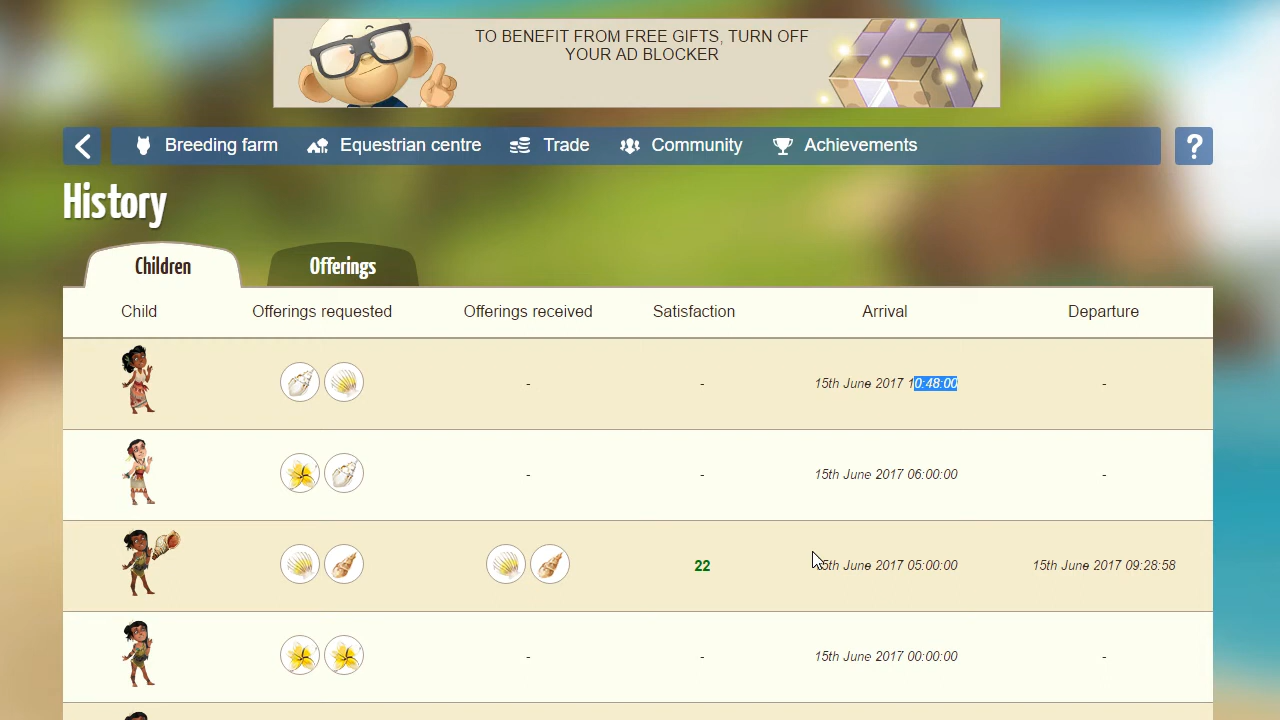 TO BENEFIT FROM FREE GIFTS, TURN OFF
YOUR AD BLOCKER
Breeding farm Equestrian centre Trade Community Achievements ?
History
Children Offerings
Child Offerings requested Offerings received Satisfaction Arrival Departure
- - 15th June 2017 10:48:00 -
- - 15th June 2017 06:00:00 -
22 15th June 2017 05:00:00 15th June 2017 09:28:58
- - 15th June 2017 00:00:00 -